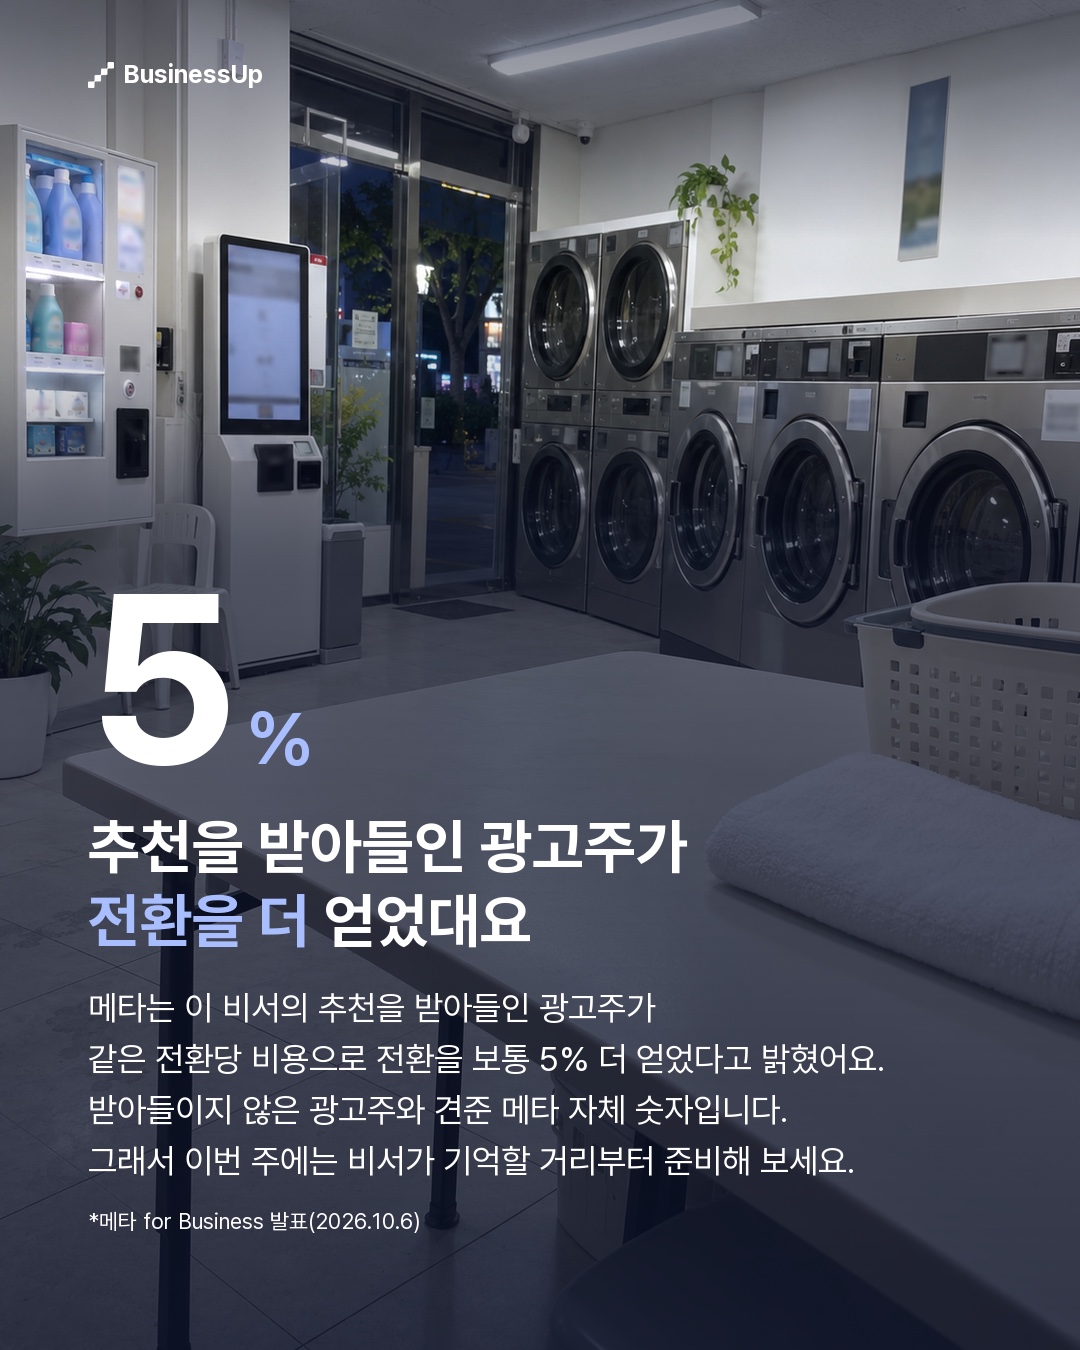 BusinessUp
5%
추천을 받아들인 광고주가
전환을 더 얻었대요
메타는 이 비서의 추천을 받아들인 광고주가
같은 전환당 비용으로 전환을 보통 5% 더 얻었다고 밝혔어요.
받아들이지 않은 광고주와 견준 메타 자체 숫자입니다.
그래서 이번 주에는 비서가 기억할 거리부터 준비해 보세요.
*메타 for Business 발표(2026.10.6)